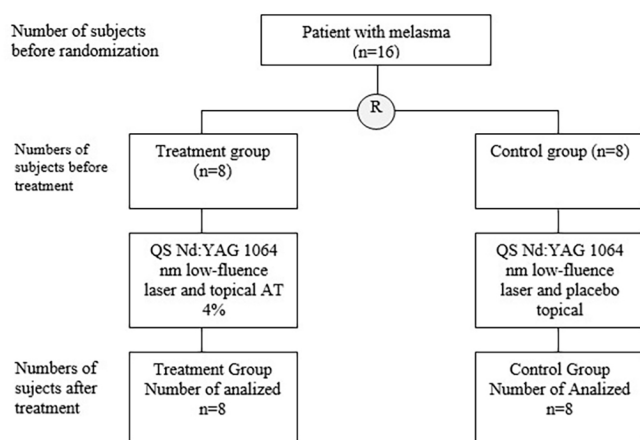 Number of subjects
before randomization
Patient with melasma
(n=16)
R
Numbers of
subjects before
treatment
Treatment group
(n=8)
Control group (n=8)
QS Nd:YAG 1064
nm low-fluence
laser and topical AT
4%
QS Nd:YAG 1064
nm low-fluence
laser and placebo
topical
Numbers of
sujects after
treatment
Treatment Group
Number of analized
n=8
Control Group
Number of Analized
n=8